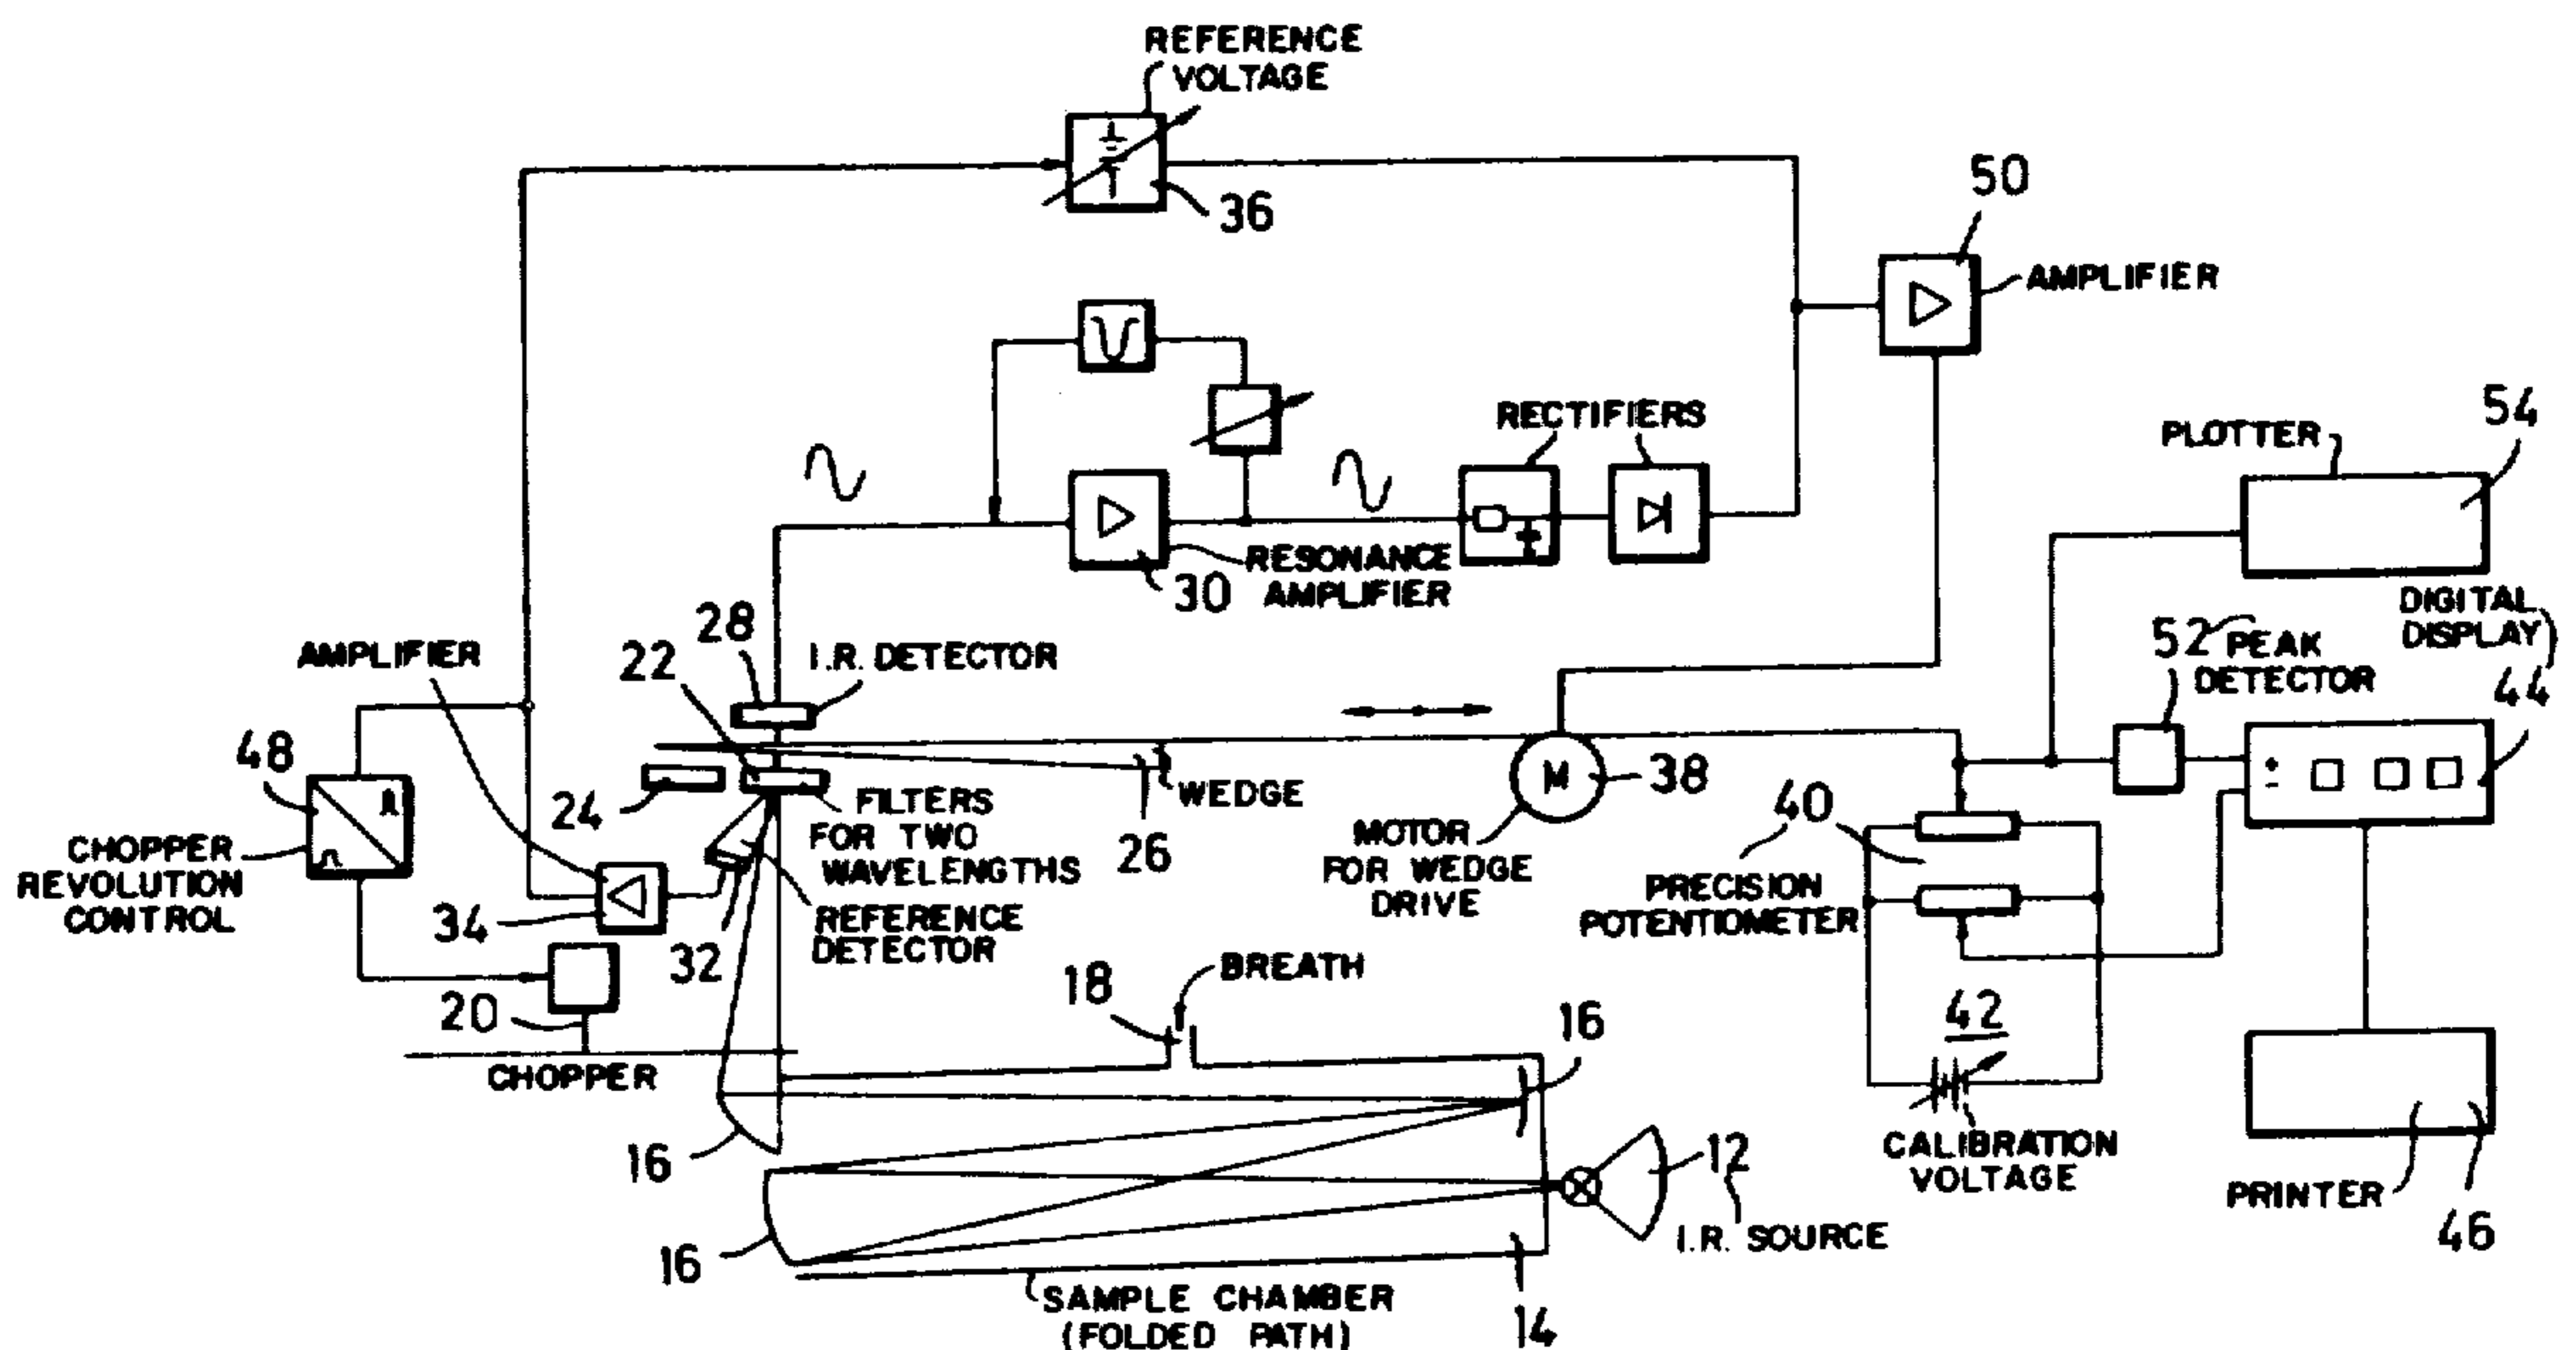 REFERENCE
VOLTAGE
36
50
AMPLIFIER
RECTIFIERS
RESONANCE
AMPLIFIER
30
PLOTTER
54
DIGITAL
DISPLAY
44
52
PEAK
DETECTOR
AMPLIFIER
28
I.R. DETECTOR
22
24
FILTERS
FOR TWO
WAVELENGTHS
WEDGE
26
M
38
MOTOR
FOR WEDGE
DRIVE
40
PRECISION
POTENTIOMETER
48
CHOPPER
REVOLUTION
CONTROL
34
32
REFERENCE
DETECTOR
20
CHOPPER
18
BREATH
16
16
16
12
I.R. SOURCE
14
SAMPLE CHAMBER
(FOLDED PATH)
42
CALIBRATION
VOLTAGE
+
-
PRINTER
46